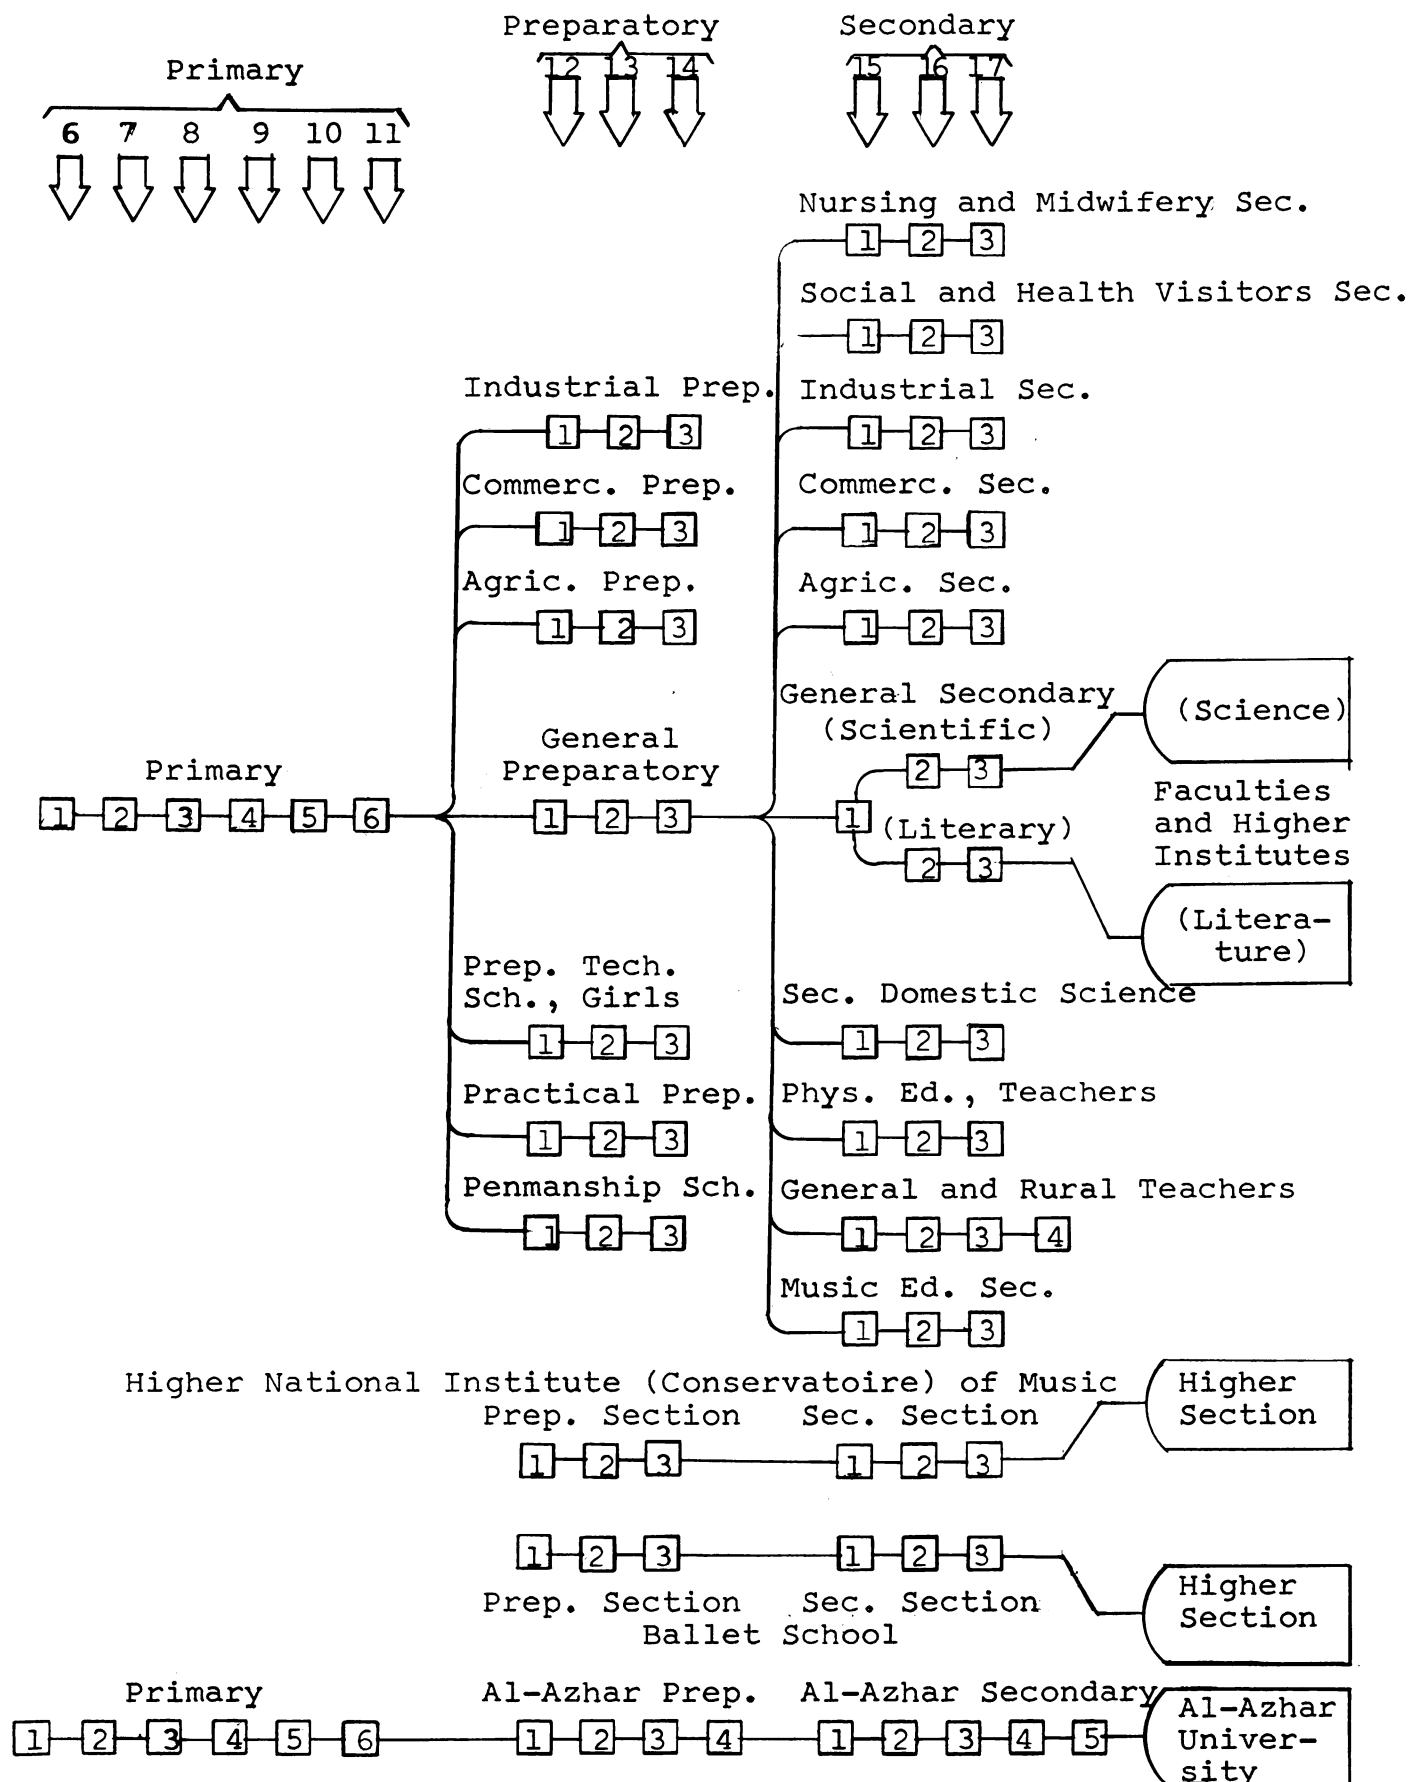 Preparatory Secondary
Primary
12 13 14 15 16 17
6 7 8 9 10 11
Nursing and Midwifery Sec.
1 2 3
Social and Health Visitors Sec.
1 2 3
Industrial Prep. Industrial Sec.
1 2 3 1 2 3
Commerc. Prep. Commerc. Sec.
1 2 3 1 2 3
Agric. Prep. Agric. Sec.
1 2 3 1 2 3
General Secondary
(Scientific)
(Science)
2 3
General
Preparatory
Primary
1 2 3 4 5 6 1 2 3 1
(Literary)
2 3
Faculties
and Higher
Institutes
(Litera-
ture)
Prep. Tech.
Sch., Girls Sec. Domestic Science
1 2 3 1 2 3
Practical Prep. Phys. Ed., Teachers
1 2 3 1 2 3
Penmanship Sch. General and Rural Teachers
1 2 3 1 2 3 4
Music Ed. Sec.
1 2 3
Higher National Institute (Conservatoire) of Music
Prep. Section Sec. Section
Higher
Section
1 2 3 1 2 3
1 2 3 1 2 3
Higher
Section
Prep. Section Sec. Section
Ballet School
Primary Al-Azhar Prep. Al-Azhar Secondary
1 2 3 4 5 6 1 2 3 4 1 2 3 4 5
Al-Azhar
Univer-
sity